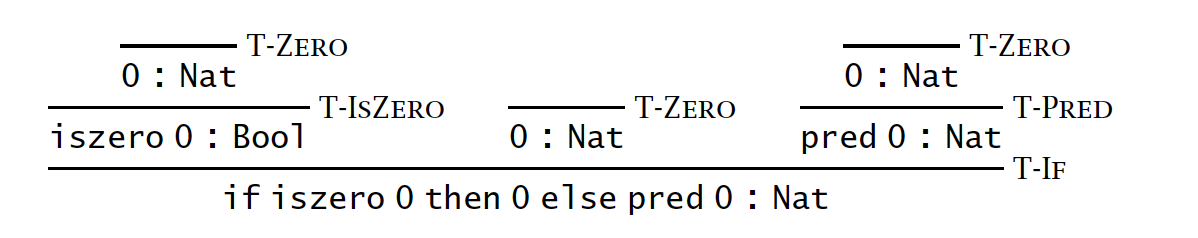 T-ZERO T-ZERO
0 : Nat 0 : Nat
T-ISZERO T-ZERO T-PRED
iszero 0 : Bool 0 : Nat pred 0 : Nat
T-IF
if iszero 0 then 0 else pred 0 : Nat